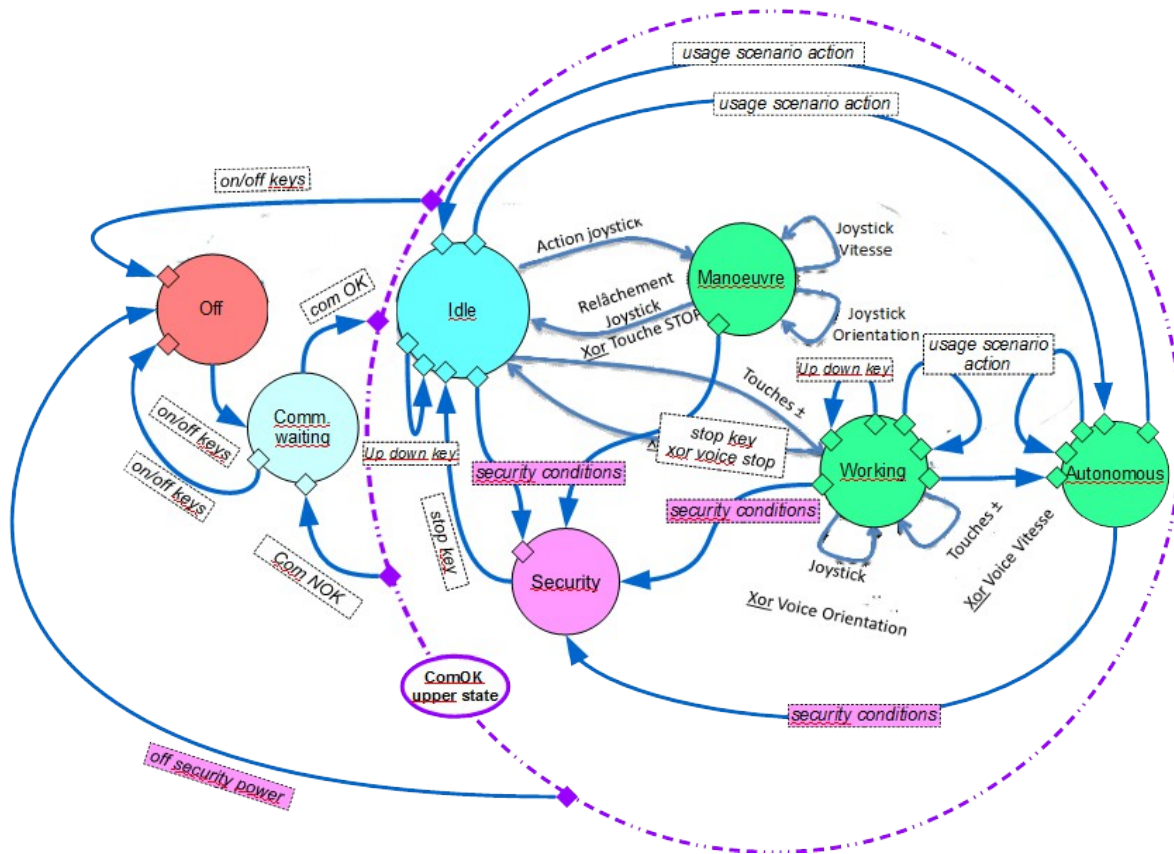 usage scenario action
usage scenario action
on/off keys
Action joystick
Joystick
Vitesse
Manoeuvre
Off
com OK
Idle
Relâchement
Joystick
Xor Touche STOP
Joystick
Orientation
usage scenario
action
Up down key
Touches ±
Comm.
waiting
on/off keys
on/off keys
Up down key
stop key
xor voice stop
security conditions
Working
Autonomous
security conditions
stop key
Touches ±
Xor Voice Vitesse
Com NOK
Security
Joystick
Xor Voice Orientation
ComOK
upper state
security conditions
off security power